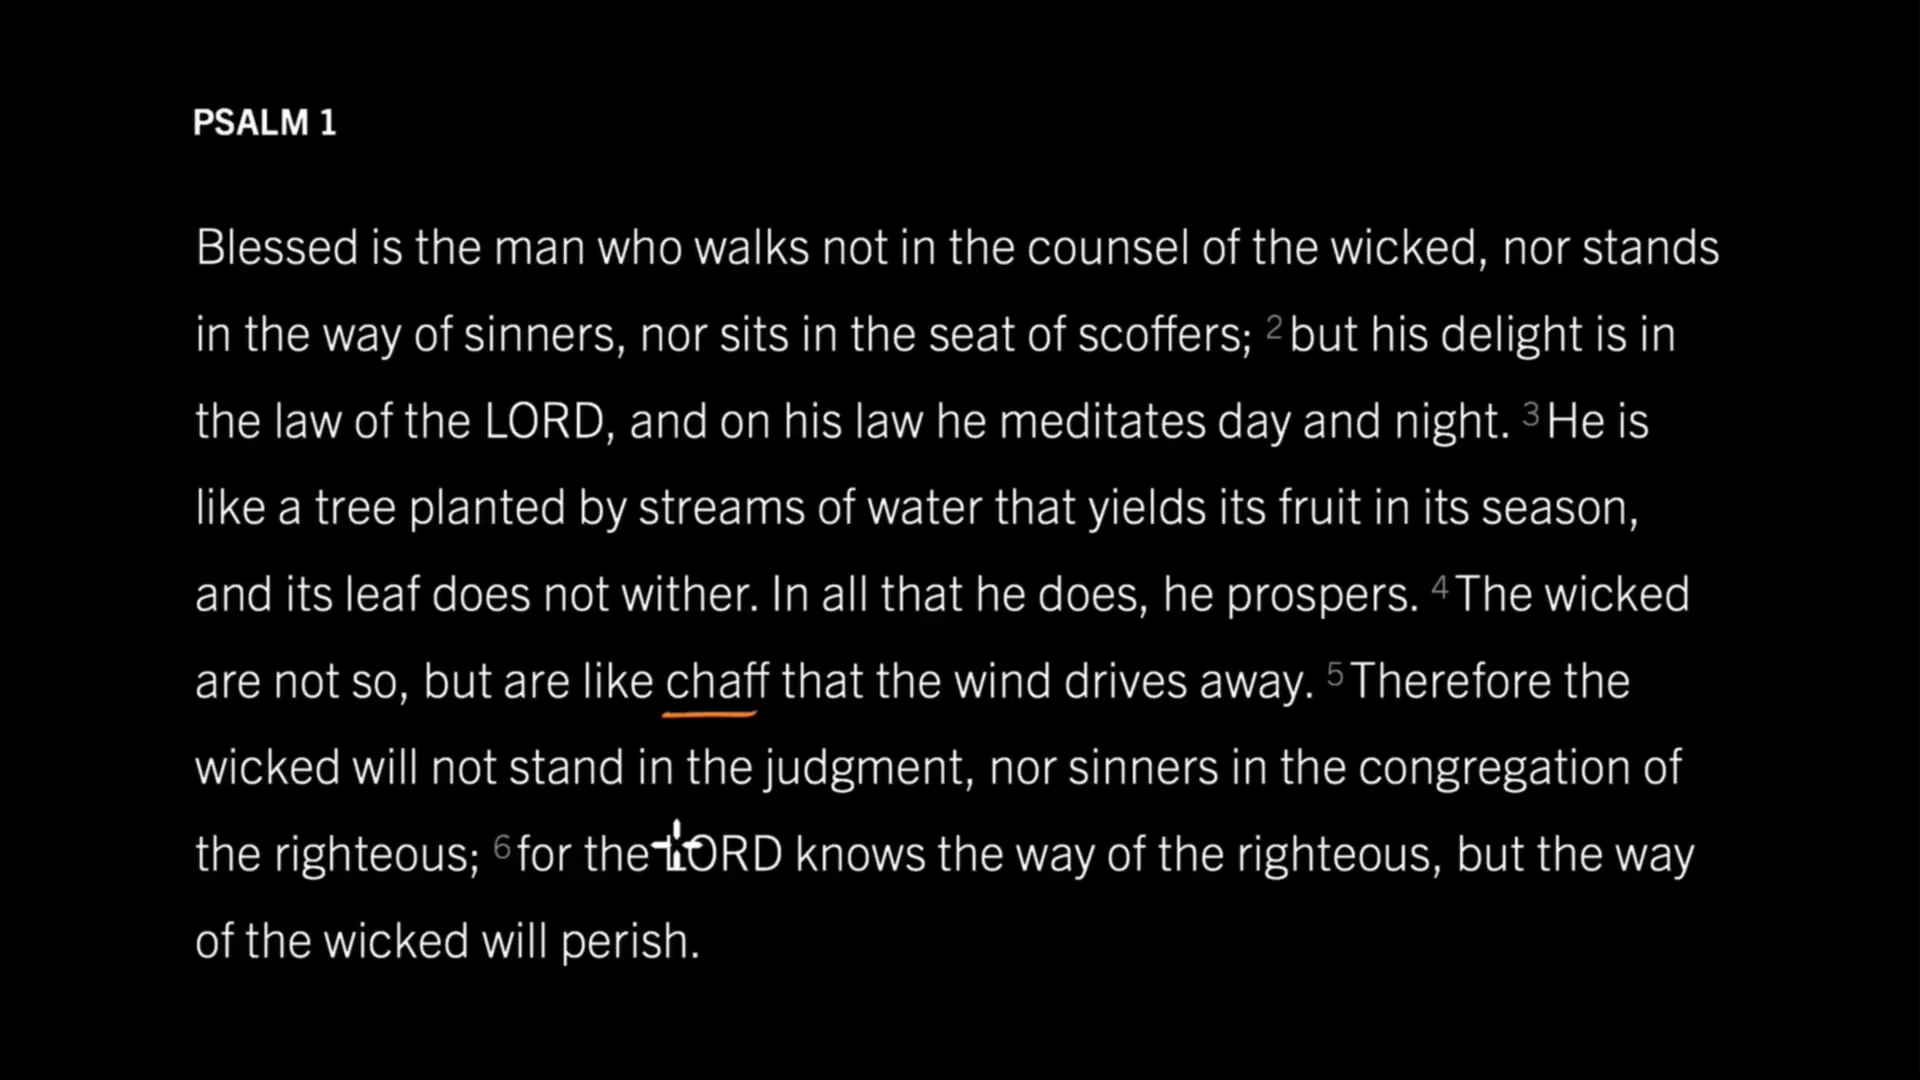 PSALM 1
Blessed is the man who walks not in the counsel of the wicked, nor stands
in the way of sinners, nor sits in the seat of scoffers; 2 but his delight is in
the law of the LORD, and on his law he meditates day and night. 3 He is
like a tree planted by streams of water that yields its fruit in its season,
and its leaf does not wither. In all that he does, he prospers. 4 The wicked
are not so, but are like chaff that the wind drives away. 5 Therefore the
wicked will not stand in the judgment, nor sinners in the congregation of
the righteous; 6 for the LORD knows the way of the righteous, but the way
of the wicked will perish.